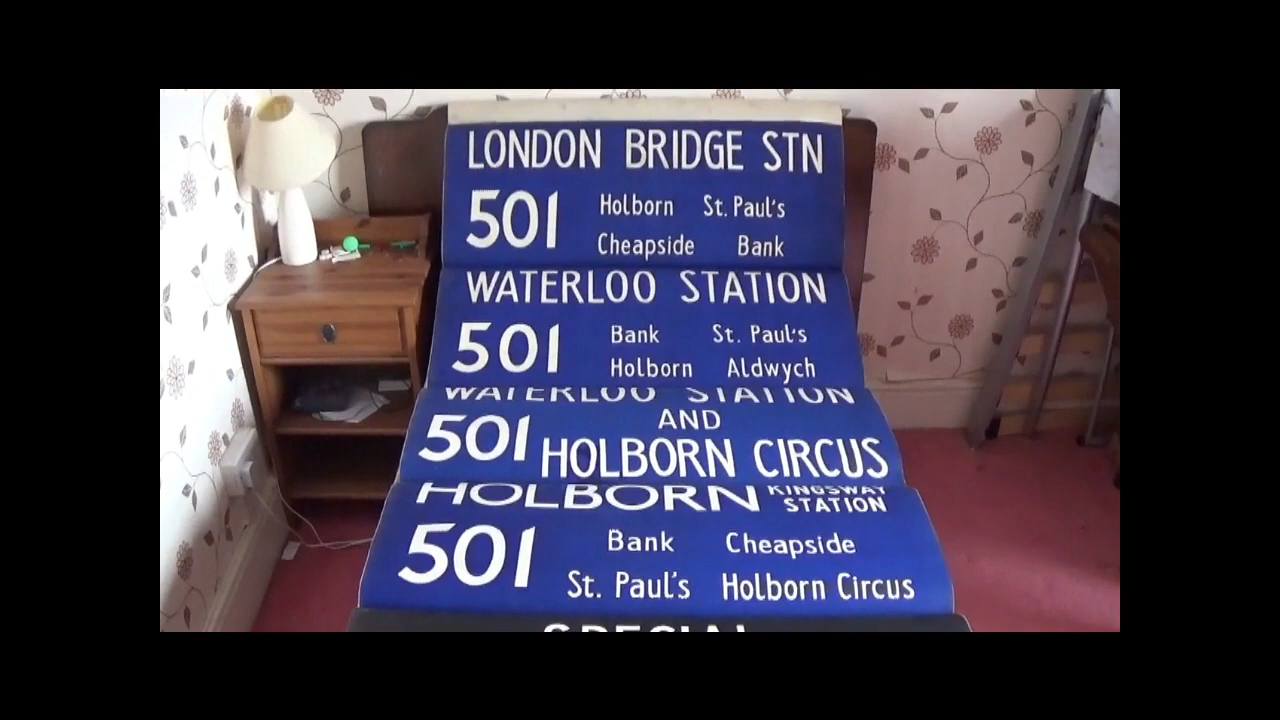 LONDON BRIDGE STN
501 Holborn St. Paul's
Cheapside Bank
WATERLOO STATION
501 Bank St. Paul's
Holborn Aldwych
WATERLOO STATION
AND
501 HOLBORN CIRCUS
HOLBORN KINGSWAY
STATION
501 Bank Cheapside
St. Paul's Holborn Circus
SPECIAL